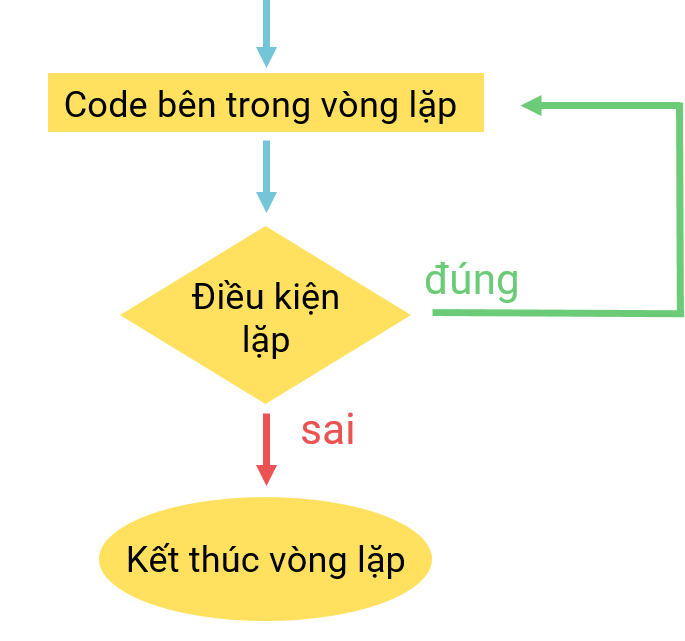 Code bên trong vòng lặp
Điều kiện
lặp
đúng
sai
Kết thúc vòng lặp